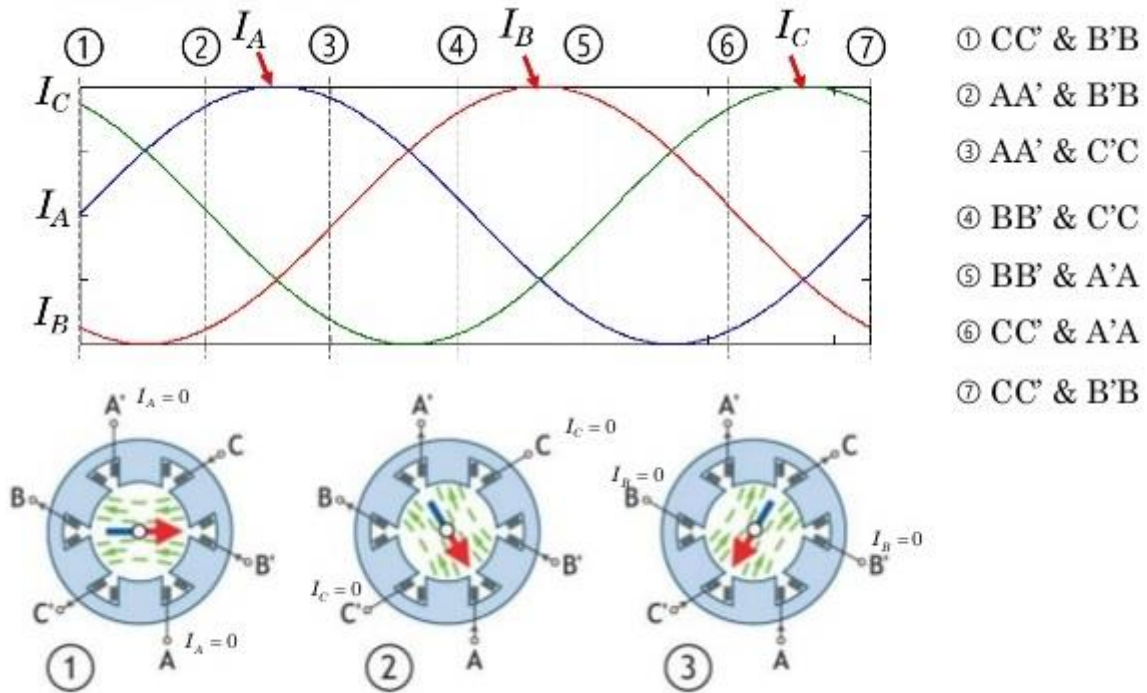 ① ② I_A ③ ④ I_B ⑤ ⑥ I_C ⑦
I_C
I_A
I_B
① CC’ & B’B
② AA’ & B’B
③ AA’ & C’C
④ BB’ & C’C
⑤ BB’ & A’A
⑥ CC’ & A’A
⑦ CC’ & B’B
A' I_A = 0
C
B
B'
C'
A I_A = 0
①
A'
I_C = 0
C
B
B'
I_C = 0
C'
A
②
A'
C
I_B = 0
B
I_B = 0
B'
C'
A
③